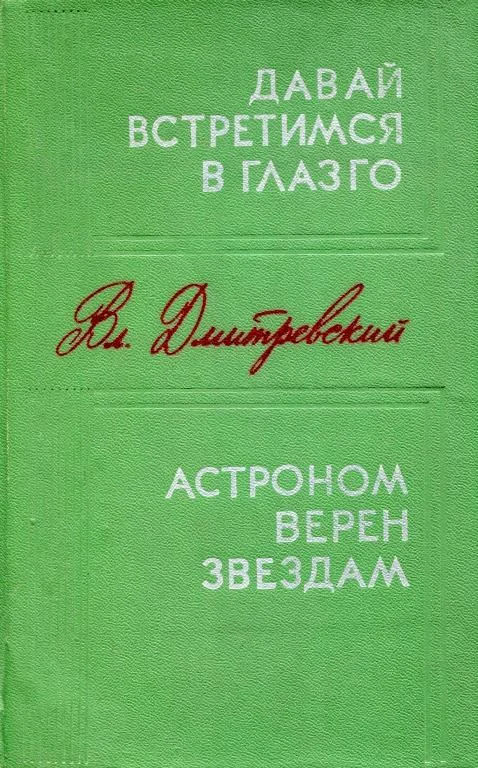 ДАВАЙ
ВСТРЕТИМСЯ
В ГЛАЗГО
Вл. Дмитревский
АСТРОНОМ
ВЕРЕН
ЗВЕЗДАМ